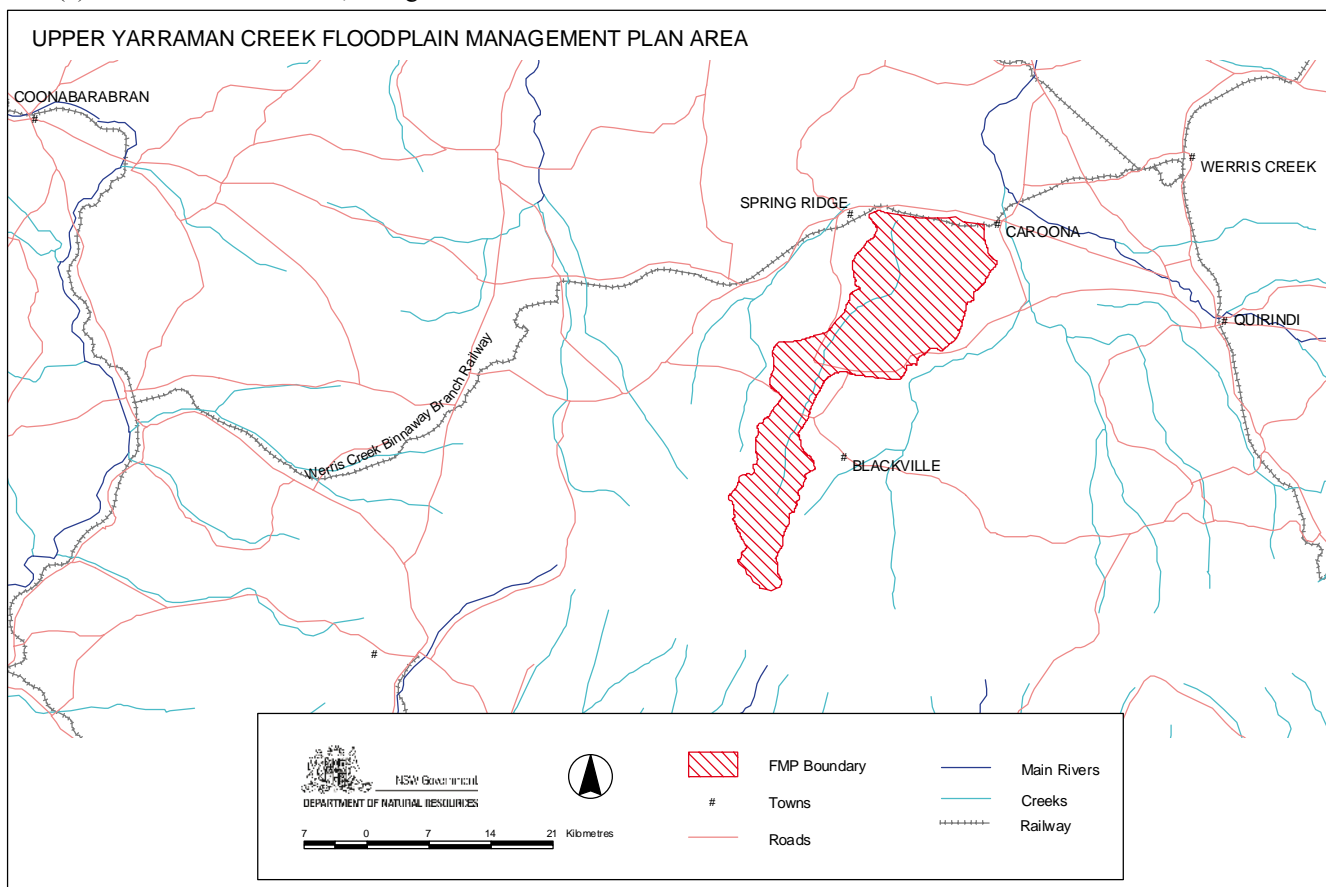 UPPER YARRAMAN CREEK FLOODPLAIN MANAGEMENT PLAN AREA
COONABARABRAN
WERRIS CREEK
SPRING RIDGE
CAROONA
QUIRINDI
Werris Creek Binnaway Branch Railway
BLACKVILLE
NSW Government
DEPARTMENT OF NATURAL RESOURCES
7 0 7 14 21 Kilometres
FMP Boundary
# Towns
Roads
Main Rivers
Creeks
Railway